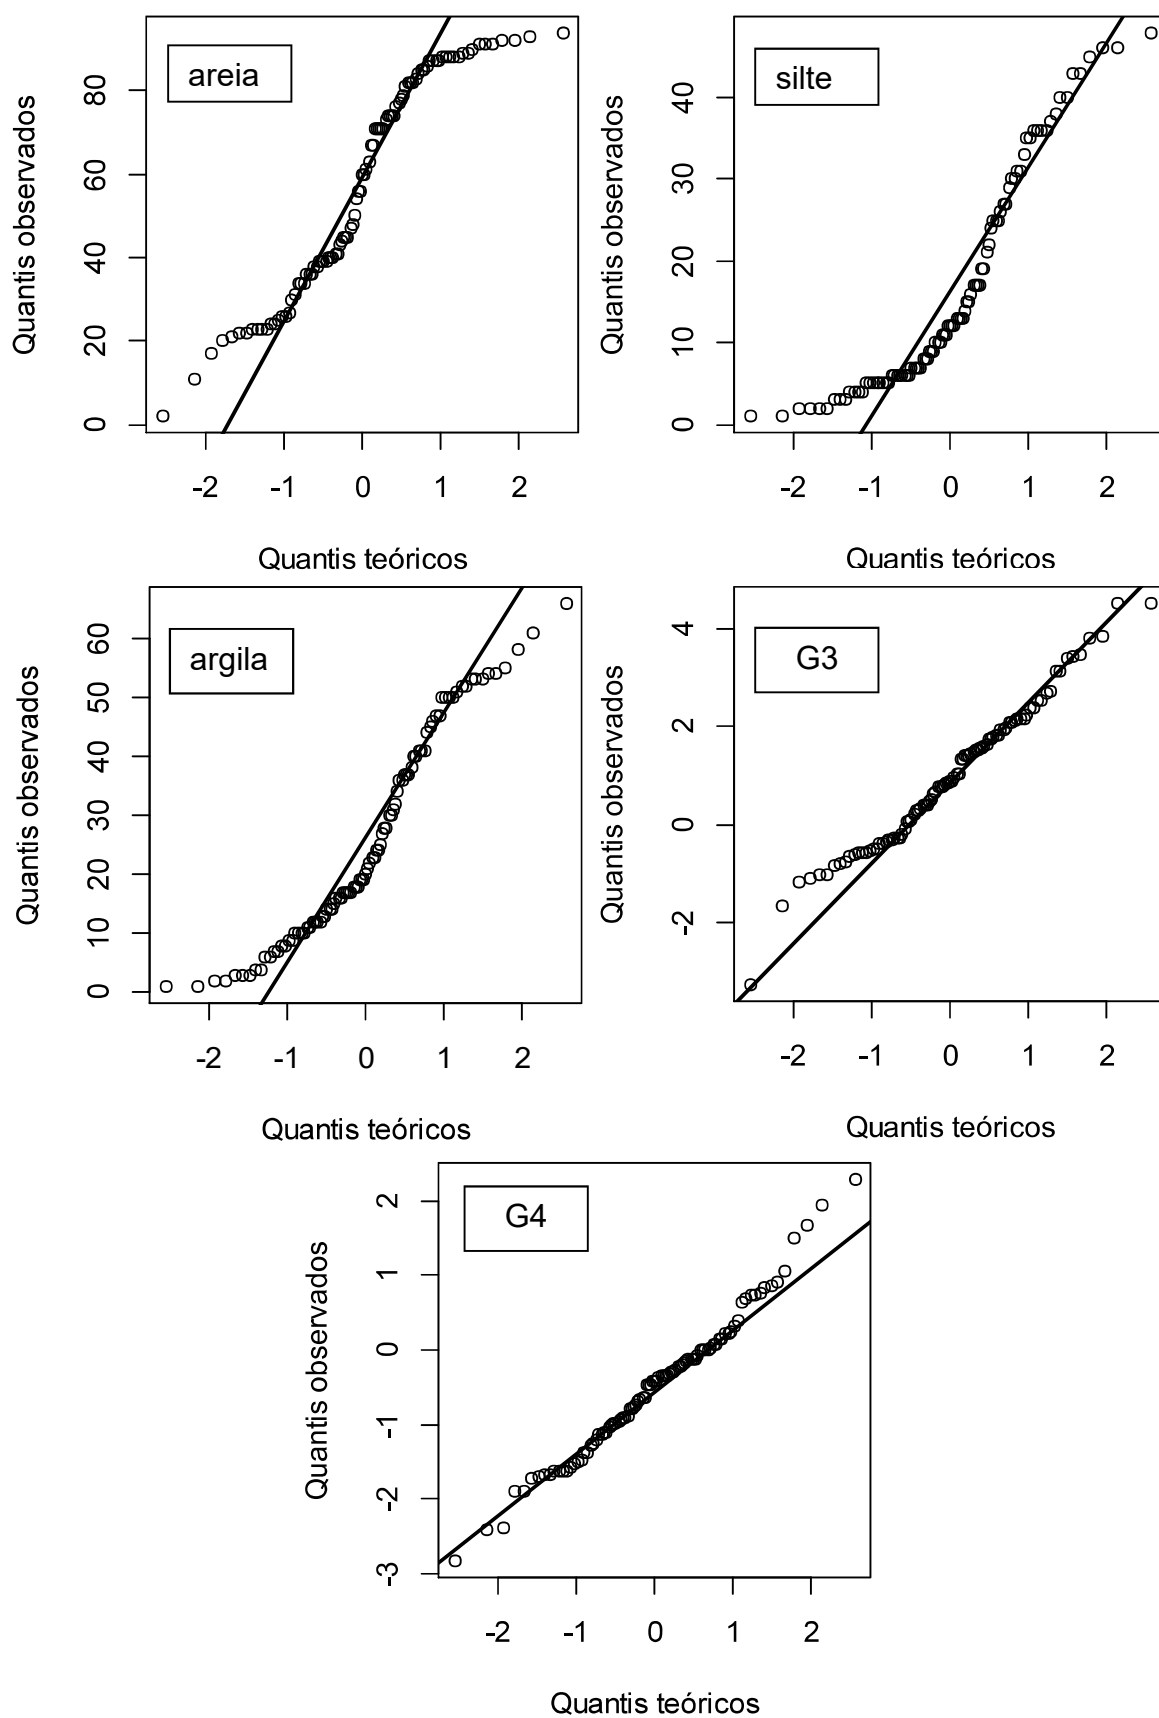 areia
Quantis observados
0 20 40 60 80
-2 -1 0 1 2
Quantis teóricos
silte
Quantis observados
0 10 20 30 40
-2 -1 0 1 2
Quantis teóricos
argila
Quantis observados
0 10 20 30 40 50 60
-2 -1 0 1 2
Quantis teóricos
G3
Quantis observados
-2 0 2 4
-2 -1 0 1 2
Quantis teóricos
G4
Quantis observados
-3 -2 -1 0 1 2
-2 -1 0 1 2
Quantis teóricos